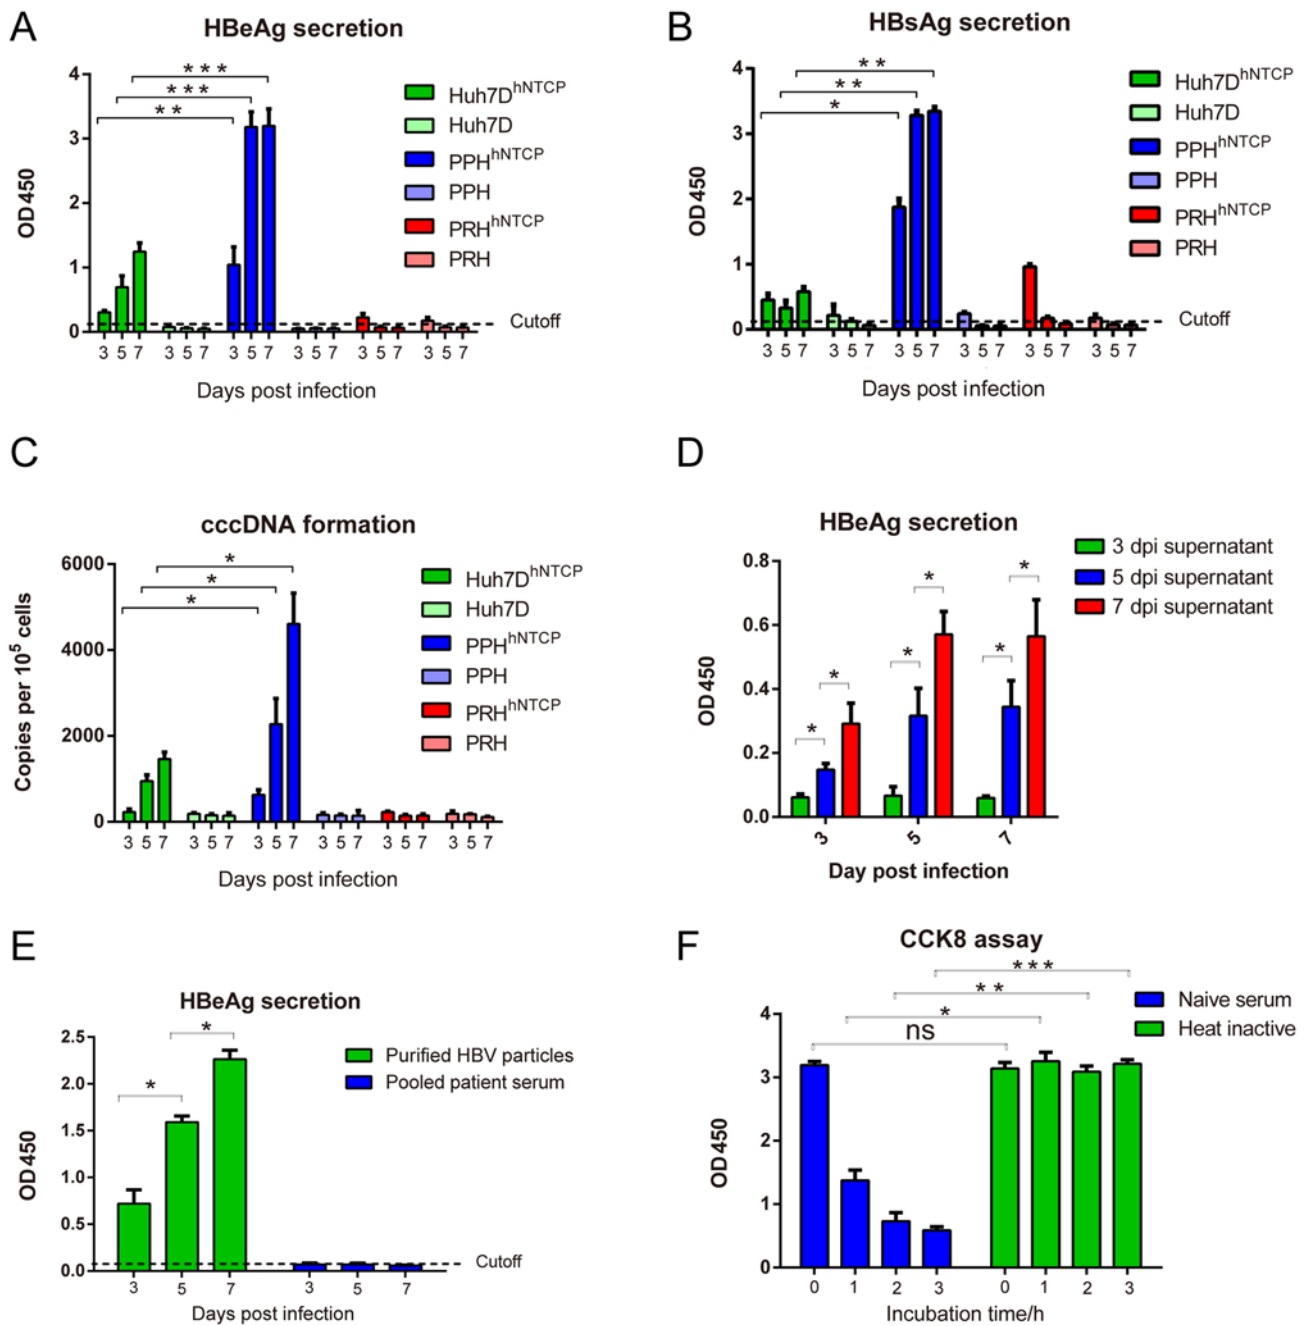 A
HBeAg secretion
4
3
2
1
0
OD450
* * *
* * *
* *
Huh7D^hNTCP
Huh7D
PPH^hNTCP
PPH
PRH^hNTCP
PRH
Cutoff
3 5 7 3 5 7 3 5 7 3 5 7 3 5 7 3 5 7
Days post infection
B
HBsAg secretion
4
3
2
1
0
OD450
* *
* *
*
Huh7D^hNTCP
Huh7D
PPH^hNTCP
PPH
PRH^hNTCP
PRH
Cutoff
3 5 7 3 5 7 3 5 7 3 5 7 3 5 7 3 5 7
Days post infection
C
cccDNA formation
6000
4000
2000
0
Copies per 10^5 cells
*
*
*
Huh7D^hNTCP
Huh7D
PPH^hNTCP
PPH
PRH^hNTCP
PRH
3 5 7 3 5 7 3 5 7 3 5 7 3 5 7 3 5 7
Days post infection
D
HBeAg secretion
0.8
0.6
0.4
0.2
0.0
OD450
* *
* *
* *
3 dpi supernatant
5 dpi supernatant
7 dpi supernatant
3 5 7
Day post infection
E
HBeAg secretion
2.5
2.0
1.5
1.0
0.5
0.0
OD450
*
*
Purified HBV particles
Pooled patient serum
Cutoff
3 5 7 3 5 7
Days post infection
F
CCK8 assay
* * *
* *
*
ns
4
3
2
1
0
OD450
Naive serum
Heat inactive
0 1 2 3 0 1 2 3
Incubation time/h